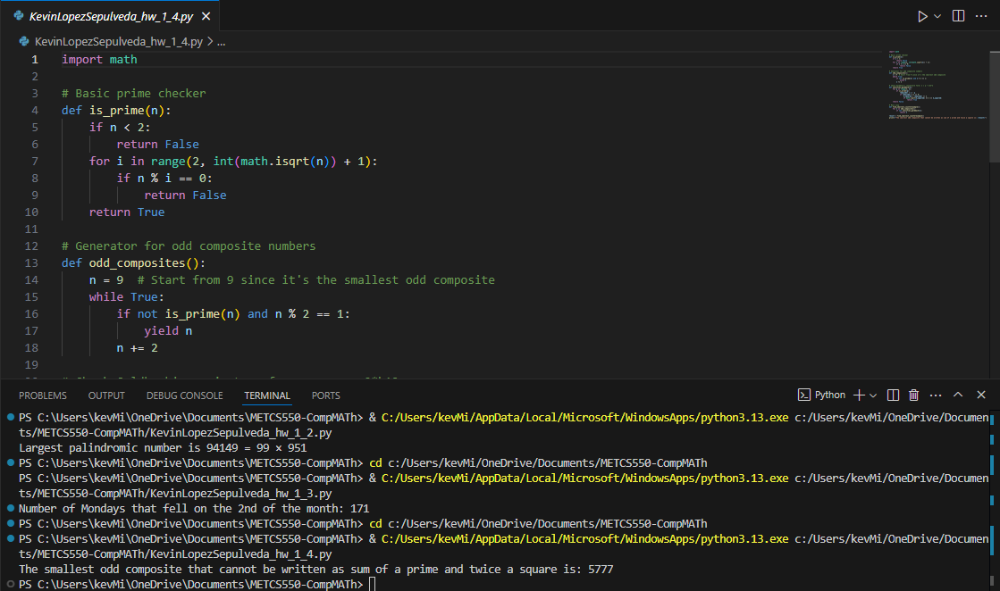 KevinLopezSepulveda_hw_1_4.py
KevinLopezSepulveda_hw_1_4.py > ...
1 import math
2
3 # Basic prime checker
4 def is_prime(n):
5 if n < 2:
6 return False
7 for i in range(2, int(math.isqrt(n)) + 1):
8 if n % i == 0:
9 return False
10 return True
11
12 # Generator for odd composite numbers
13 def odd_composites():
14 n = 9 # Start from 9 since it's the smallest odd composite
15 while True:
16 if not is_prime(n) and n % 2 == 1:
17 yield n
18 n += 2
19
PROBLEMS OUTPUT DEBUG CONSOLE TERMINAL PORTS Python
PS C:\Users\kevMi\OneDrive\Documents\METCS550-CompMATh> & C:/Users/kevMi/AppData/Local/Microsoft/WindowsApps/python3.13.exe c:/Users/kevMi/OneDrive/Documen
ts/METCS550-CompMATh/KevinLopezSepulveda_hw_1_2.py
Largest palindromic number is 94149 = 99 × 951
PS C:\Users\kevMi\OneDrive\Documents\METCS550-CompMATh> cd c:/Users/kevMi/OneDrive/Documents/METCS550-CompMATh
PS C:\Users\kevMi\OneDrive\Documents\METCS550-CompMATh> & C:/Users/kevMi/AppData/Local/Microsoft/WindowsApps/python3.13.exe c:/Users/kevMi/OneDrive/Documen
ts/METCS550-CompMATh/KevinLopezSepulveda_hw_1_3.py
Number of Mondays that fell on the 2nd of the month: 171
PS C:\Users\kevMi\OneDrive\Documents\METCS550-CompMATh> cd c:/Users/kevMi/OneDrive/Documents/METCS550-CompMATh
PS C:\Users\kevMi\OneDrive\Documents\METCS550-CompMATh> & C:/Users/kevMi/AppData/Local/Microsoft/WindowsApps/python3.13.exe c:/Users/kevMi/OneDrive/Documen
ts/METCS550-CompMATh/KevinLopezSepulveda_hw_1_4.py
The smallest odd composite that cannot be written as sum of a prime and twice a square is: 5777
PS C:\Users\kevMi\OneDrive\Documents\METCS550-CompMATh>